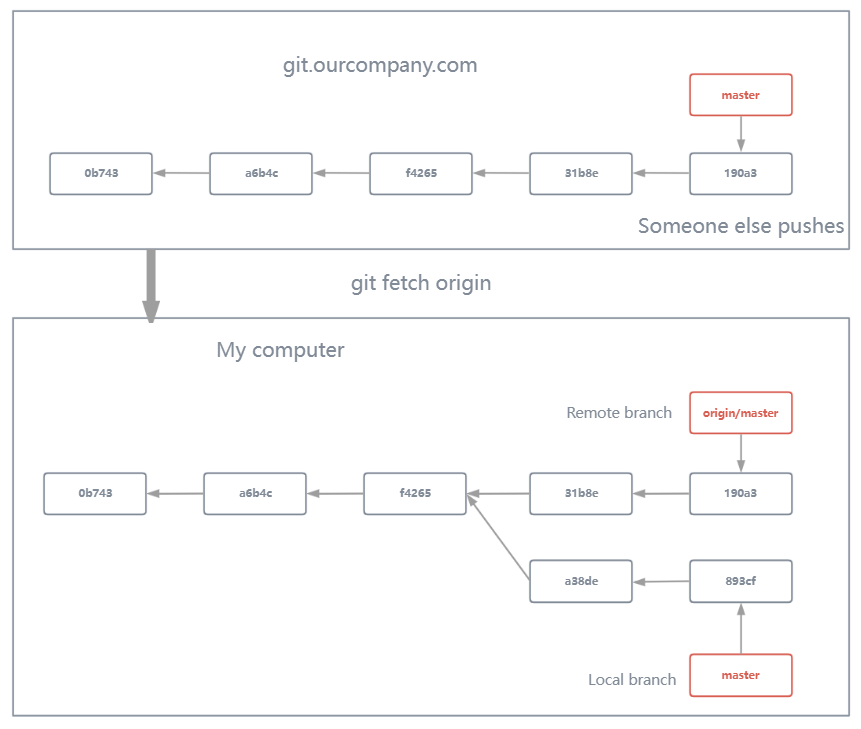 git.ourcompany.com
master
0b743
a6b4c
f4265
31b8e
190a3
Someone else pushes
git fetch origin
My computer
Remote branch
origin/master
0b743
a6b4c
f4265
31b8e
190a3
a38de
893cf
Local branch
master